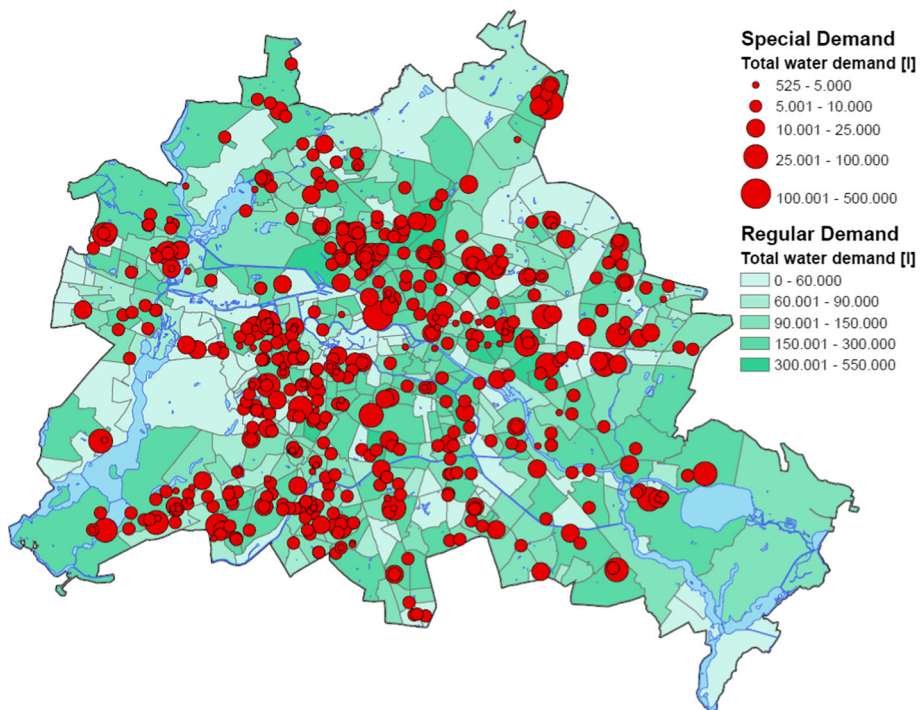 Special Demand
Total water demand [l]
525 - 5.000
5.001 - 10.000
10.001 - 25.000
25.001 - 100.000
100.001 - 500.000
Regular Demand
Total water demand [l]
0 - 60.000
60.001 - 90.000
90.001 - 150.000
150.001 - 300.000
300.001 - 550.000